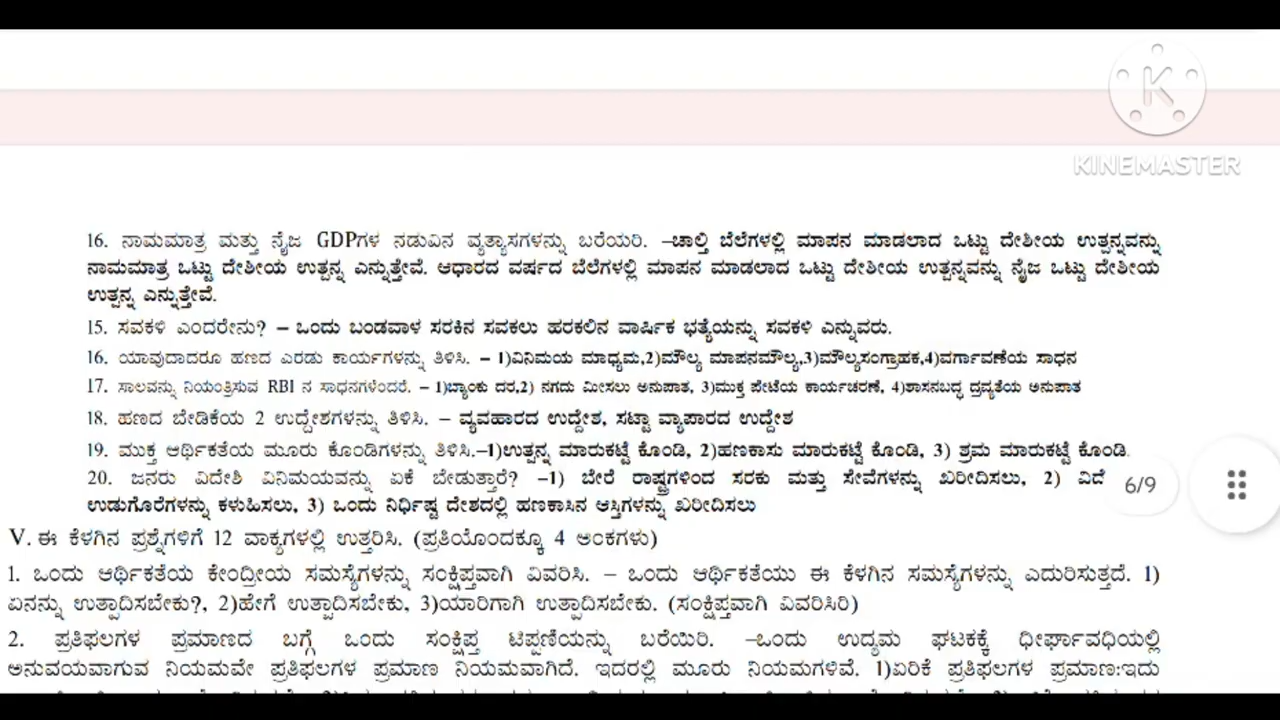 KINEMASTER
16. ನಾಮಮಾತ್ರ ಮತ್ತು ನೈಜ GDPಗಳ ನಡುವಿನ ವ್ಯತ್ಯಾಸಗಳನ್ನು ಬರೆಯರಿ. –ಚಾಲ್ತಿ ಬೆಲೆಗಳಲ್ಲಿ ಮಾಪನ ಮಾಡಲಾದ ಒಟ್ಟು ದೇಶೀಯ ಉತ್ಪನ್ನವನ್ನು
ನಾಮಮಾತ್ರ ಒಟ್ಟು ದೇಶೀಯ ಉತ್ಪನ್ನ ಎನ್ನುತ್ತೇವೆ. ಆಧಾರದ ವರ್ಷದ ಬೆಲೆಗಳಲ್ಲಿ ಮಾಪನ ಮಾಡಲಾದ ಒಟ್ಟು ದೇಶೀಯ ಉತ್ಪನ್ನವನ್ನು ನೈಜ ಒಟ್ಟು ದೇಶೀಯ
ಉತ್ಪನ್ನ ಎನ್ನುತ್ತೇವೆ.
15. ಸವಕಳಿ ಎಂದರೇನು? – ಒಂದು ಬಂಡವಾಳ ಸರಕಿನ ಸವಕಲು ಹರಕಲಿನ ವಾರ್ಷಿಕ ಭತ್ಯೆಯನ್ನು ಸವಕಳಿ ಎನ್ನುವರು.
16. ಯಾವುದಾದರೂ ಹಣದ ಎರಡು ಕಾರ್ಯಗಳನ್ನು ತಿಳಿಸಿ. – 1)ವಿನಿಮಯ ಮಾಧ್ಯಮ,2)ಮೌಲ್ಯ ಮಾಪನಮೌಲ್ಯ,3)ಮೌಲ್ಯಸಂಗ್ರಾಹಕ,4)ವರ್ಗಾವಣೆಯ ಸಾಧನ
17. ಸಾಲವನ್ನು ನಿಯಂತ್ರಿಸುವ RBI ನ ಸಾಧನಗಳೆಂದರೆ. – 1)ಬ್ಯಾಂಕು ದರ,2) ನಗದು ಮೀಸಲು ಅನುಪಾತ, 3)ಮುಕ್ತ ಪೇಟೆಯ ಕಾರ್ಯಚರಣೆ, 4)ಶಾಸನಬದ್ಧ ದ್ರವ್ಯತೆಯ ಅನುಪಾತ
18. ಹಣದ ಬೇಡಿಕೆಯ 2 ಉದ್ದೇಶಗಳನ್ನು ತಿಳಿಸಿ. – ವ್ಯವಹಾರದ ಉದ್ದೇಶ, ಸಟ್ಟಾ ವ್ಯಾಪಾರದ ಉದ್ದೇಶ
19. ಮುಕ್ತ ಆರ್ಥಿಕತೆಯ ಮೂರು ಕೊಂಡಿಗಳನ್ನು ತಿಳಿಸಿ.–1)ಉತ್ಪನ್ನ ಮಾರುಕಟ್ಟೆ ಕೊಂಡಿ, 2)ಹಣಕಾಸು ಮಾರುಕಟ್ಟೆ ಕೊಂಡಿ, 3) ಶ್ರಮ ಮಾರುಕಟ್ಟೆ ಕೊಂಡಿ.
20. ಜನರು ವಿದೇಶಿ ವಿನಿಮಯವನ್ನು ಏಕೆ ಬೇಡುತ್ತಾರೆ? –1) ಬೇರೆ ರಾಷ್ಟ್ರಗಳಿಂದ ಸರಕು ಮತ್ತು ಸೇವೆಗಳನ್ನು ಖರೀದಿಸಲು, 2) ವಿದೆ
6/9
ಉಡುಗೊರೆಗಳನ್ನು ಕಳುಹಿಸಲು, 3) ಒಂದು ನಿರ್ಧಿಷ್ಟ ದೇಶದಲ್ಲಿ ಹಣಕಾಸಿನ ಆಸ್ತಿಗಳನ್ನು ಖರೀದಿಸಲು
V. ಈ ಕೆಳಗಿನ ಪ್ರಶ್ನೆಗಳಿಗೆ 12 ವಾಕ್ಯಗಳಲ್ಲಿ ಉತ್ತರಿಸಿ. (ಪ್ರತಿಯೊಂದಕ್ಕೂ 4 ಅಂಕಗಳು)
1. ಒಂದು ಆರ್ಥಿಕತೆಯ ಕೇಂದ್ರೀಯ ಸಮಸ್ಯೆಗಳನ್ನು ಸಂಕ್ಷಿಪ್ತವಾಗಿ ವಿವರಿಸಿ. – ಒಂದು ಆರ್ಥಿಕತೆಯು ಈ ಕೆಳಗಿನ ಸಮಸ್ಯೆಗಳನ್ನು ಎದುರಿಸುತ್ತದೆ. 1)
ಏನನ್ನು ಉತ್ಪಾದಿಸಬೇಕು?, 2)ಹೇಗೆ ಉತ್ಪಾದಿಸಬೇಕು, 3)ಯಾರಿಗಾಗಿ ಉತ್ಪಾದಿಸಬೇಕು. (ಸಂಕ್ಷಿಪ್ತವಾಗಿ ವಿವರಿಸಿರಿ)
2. ಪ್ರತಿಫಲಗಳ ಪ್ರಮಾಣದ ಬಗ್ಗೆ ಒಂದು ಸಂಕ್ಷಿಪ್ತ ಟಿಪ್ಪಣಿಯನ್ನು ಬರೆಯಿರಿ. –ಒಂದು ಉದ್ಯಮ ಘಟಕಕ್ಕೆ ಧೀರ್ಘಾವಧಿಯಲ್ಲಿ
ಅನುವಯವಾಗುವ ನಿಯಮವೇ ಪ್ರತಿಫಲಗಳ ಪ್ರಮಾಣ ನಿಯಮವಾಗಿದೆ. ಇದರಲ್ಲಿ ಮೂರು ನಿಯಮಗಳಿವೆ. 1)ಏರಿಕೆ ಪ್ರತಿಫಲಗಳ ಪ್ರಮಾಣ:ಇದು